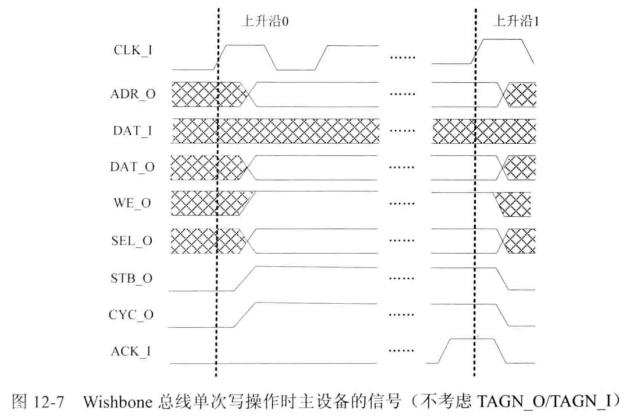 上升沿0 上升沿1
CLK_I ......
ADR_O ......
DAT_I ......
DAT_O ......
WE_O ......
SEL_O ......
STB_O ......
CYC_O ......
ACK_I ......
图 12-7 Wishbone 总线单次写操作时主设备的信号（不考虑 TAGN_O/TAGN_I）